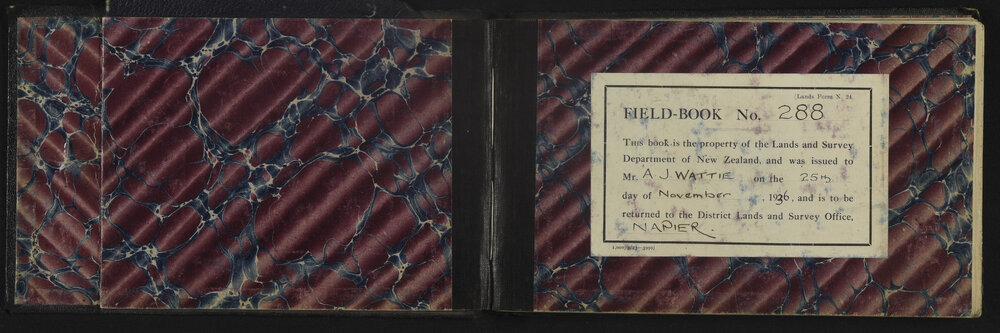 [Lands Form N. 24.
FIELD-BOOK No. 288
THIS book is the property of the Lands and Survey
Department of New Zealand, and was issued to
Mr. A J WATTIE on the 25th
day of November, 1936, and is to be
returned to the District Lands and Survey Office,
NAPIER.